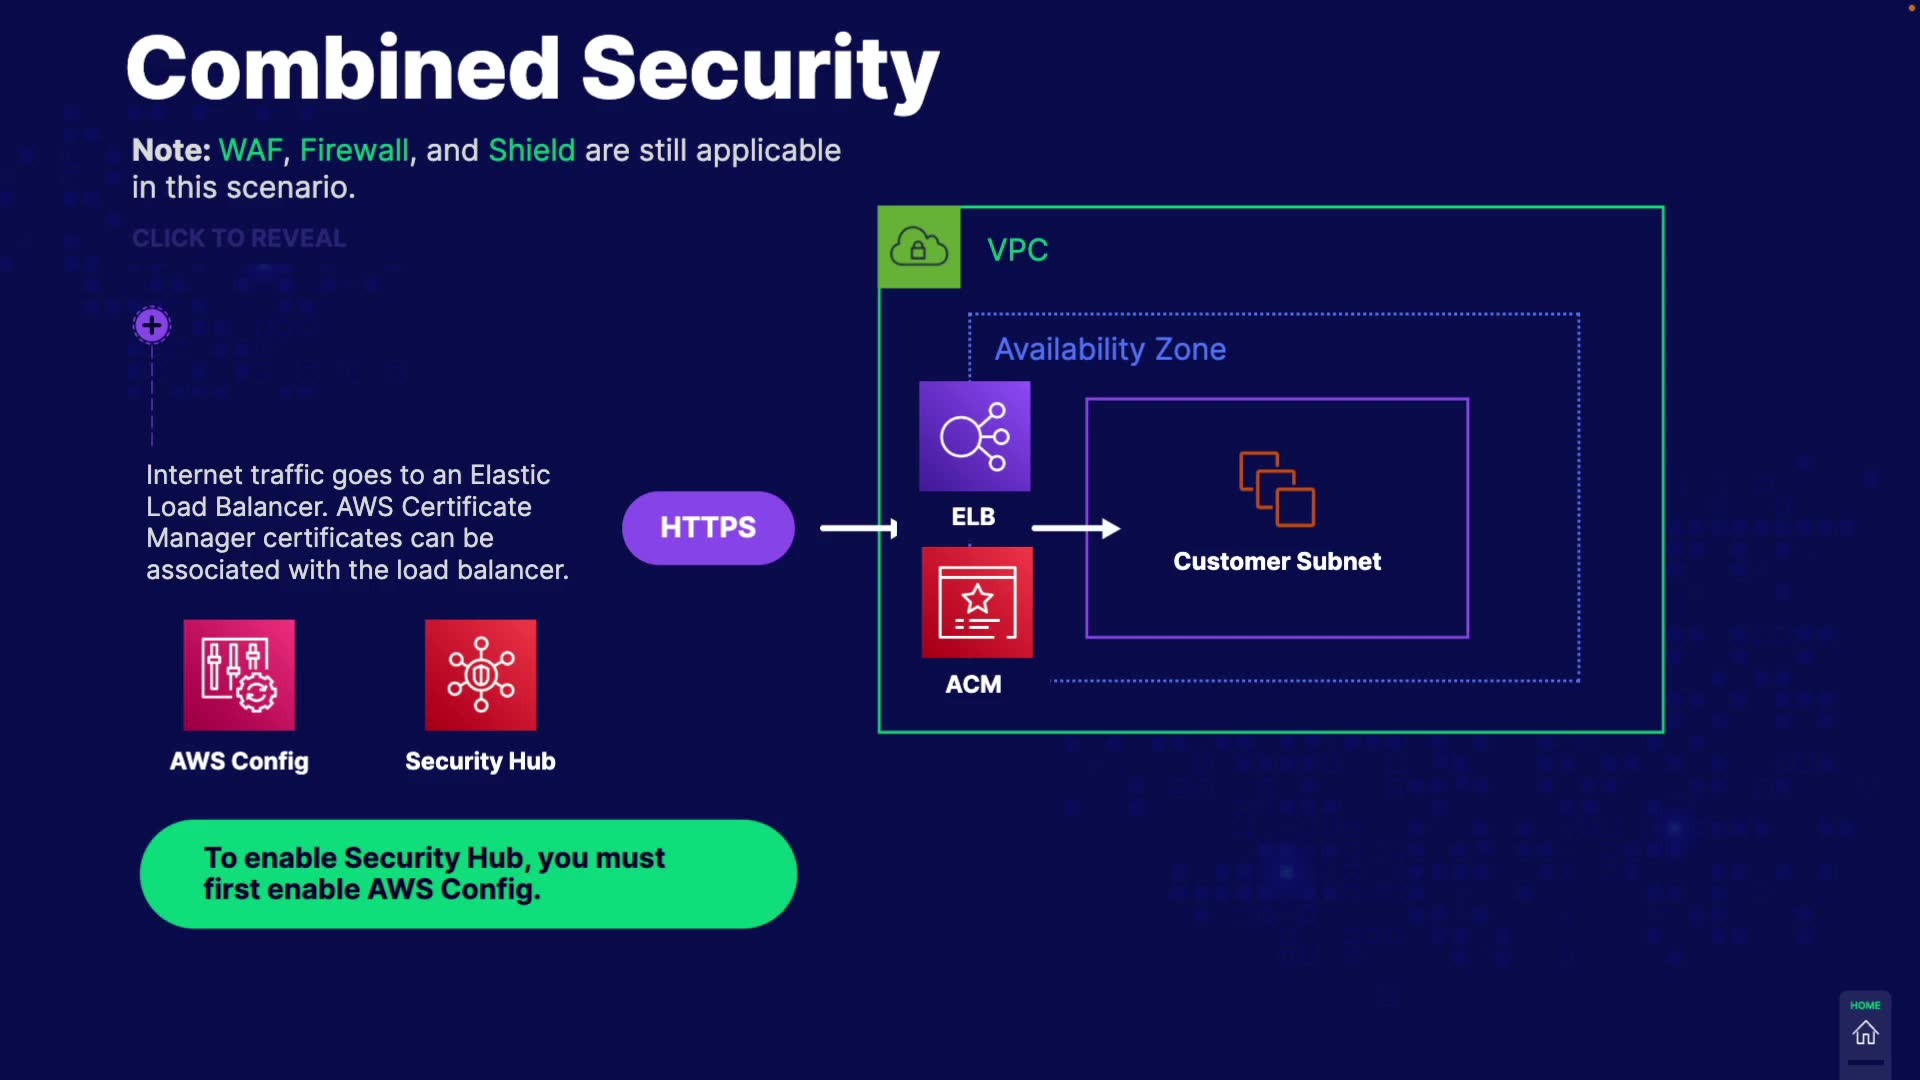 Combined Security
Note: WAF, Firewall, and Shield are still applicable
in this scenario.
CLICK TO REVEAL
VPC
Availability Zone
Internet traffic goes to an Elastic
Load Balancer. AWS Certificate
Manager certificates can be
associated with the load balancer.
HTTPS
ELB
Customer Subnet
ACM
AWS Config
Security Hub
To enable Security Hub, you must
first enable AWS Config.
HOME